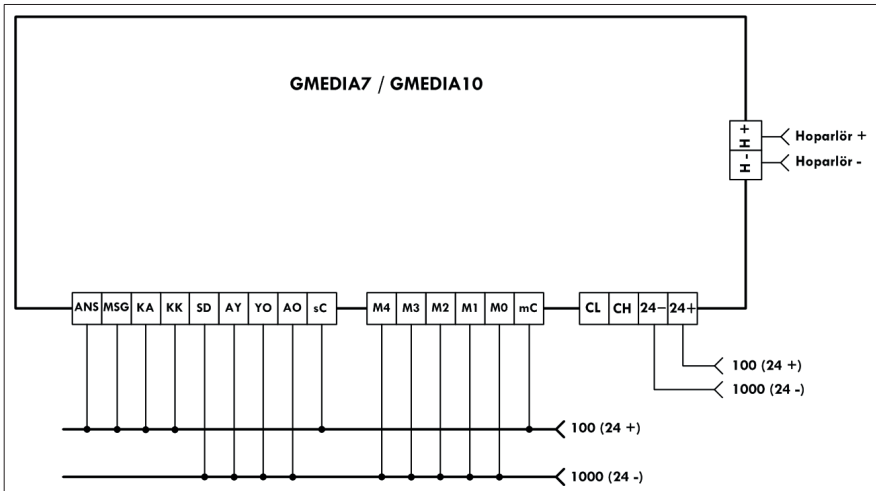 GMEDIA7 / GMEDIA10
H+
Hoparlör +
H-
Hoparlör -
ANS MSG KA KK SD AY YO AO sC M4 M3 M2 M1 M0 mC CL CH 24- 24+
100 (24 +)
1000 (24 -)
100 (24 +)
1000 (24 -)